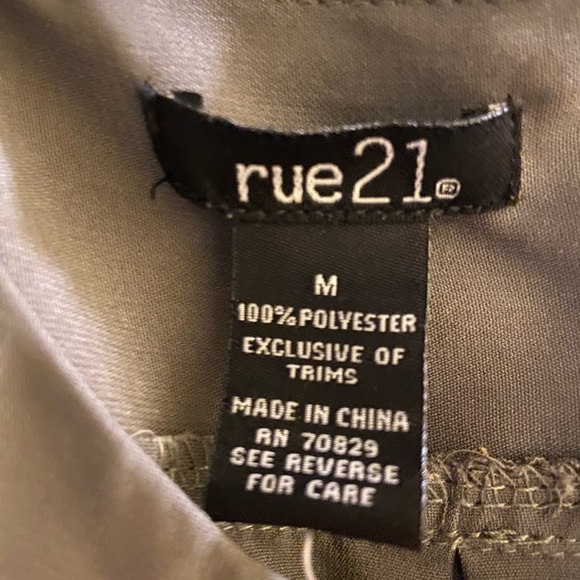 rue21®
M
100% POLYESTER
EXCLUSIVE OF
TRIMS
MADE IN CHINA
RN 70829
SEE REVERSE
FOR CARE